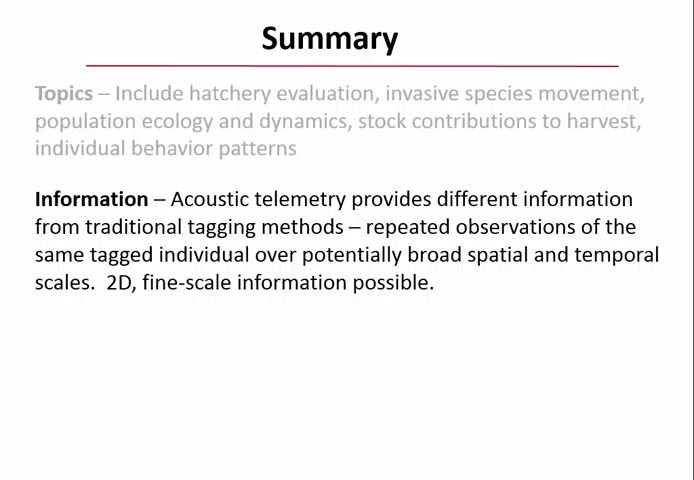 Summary
Topics – Include hatchery evaluation, invasive species movement,
population ecology and dynamics, stock contributions to harvest,
individual behavior patterns
Information – Acoustic telemetry provides different information
from traditional tagging methods – repeated observations of the
same tagged individual over potentially broad spatial and temporal
scales.  2D, fine-scale information possible.